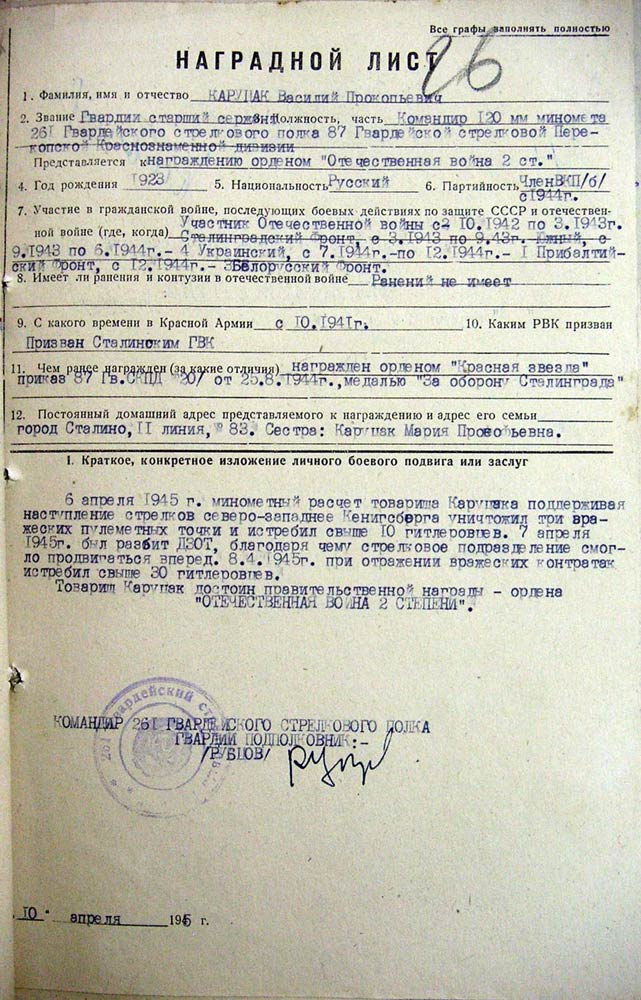 Все графы заполнять полностью
НАГРАДНОЙ ЛИСТ
26
1. Фамилия, имя и отчество КАРУЦАК Василий Прокопьевич
2. Звание Гвардии старший сержант Должность, часть Командир 120 мм миномета
261 Гвардейского стрелкового полка 87 Гвардейской стрелковой Пере-
копской Краснознаменной дивизии
Представляется к награждению орденом "Отечественная война 2 ст."
4. Год рождения 1923 5. Национальность Русский 6. Партийность Член ВКП/б/
с 1944г.
7. Участие в гражданской войне, последующих боевых действиях по защите СССР и отечествен-
ной войне (где, когда) Участник Отечественной войны с 10.1942 по 3.1943г.
Сталинградский Фронт, с 3.1943 по 9.43г.- Южный, с
9.1943 по 6.1944г.- 4 Украинский, с 7.1944г.-по 12.1944г.- I Прибалтий-
ский Фронт, с 12.1944г.- 3 Белорусский Фронт.
8. Имеет ли ранения и контузии в отечественной войне Ранений не имеет
9. С какого времени в Красной Армии с 10.1941г. 10. Каким РВК призван
Призван Сталинским ГВК
11. Чем ранее награжден (за какие отличия) награжден орденом "Красная звезда"
приказ 87 Гв.СКПД №20/ от 25.8.1944г.,медалью "За оборону Сталинграда"
12. Постоянный домашний адрес представляемого к награждению и адрес его семьи
город Сталино, II линия, № 83. Сестра: Каруцак Мария Прокофьевна.
I. Краткое, конкретное изложение личного боевого подвига или заслуг
6 апреля 1945 г. минометный расчет товарища Каруцака поддерживая
наступление стрелков северо-западнее Кенигсберга уничтожил три вра-
жеских пулеметных точки и истребил свыше 10 гитлеровцев. 7 апреля
1945г. был разбит ДЗОТ, благодаря чему стрелковое подразделение смог-
ло продвигаться вперед. 8.4.1945г. при отражении вражеских контратак
истребил свыше 30 гитлеровцев.
Товарищ Каруцак достоин правительственной награды - ордена
"ОТЕЧЕСТВЕННАЯ ВОЙНА 2 СТЕПЕНИ".
КОМАНДИР 261 ГВАРДЕЙСКОГО СТРЕЛКОВОГО ПОЛКА
ГВАРДИИ ПОДПОЛКОВНИК:-
/РУБЦОВ/
10. апреля 1945 г.